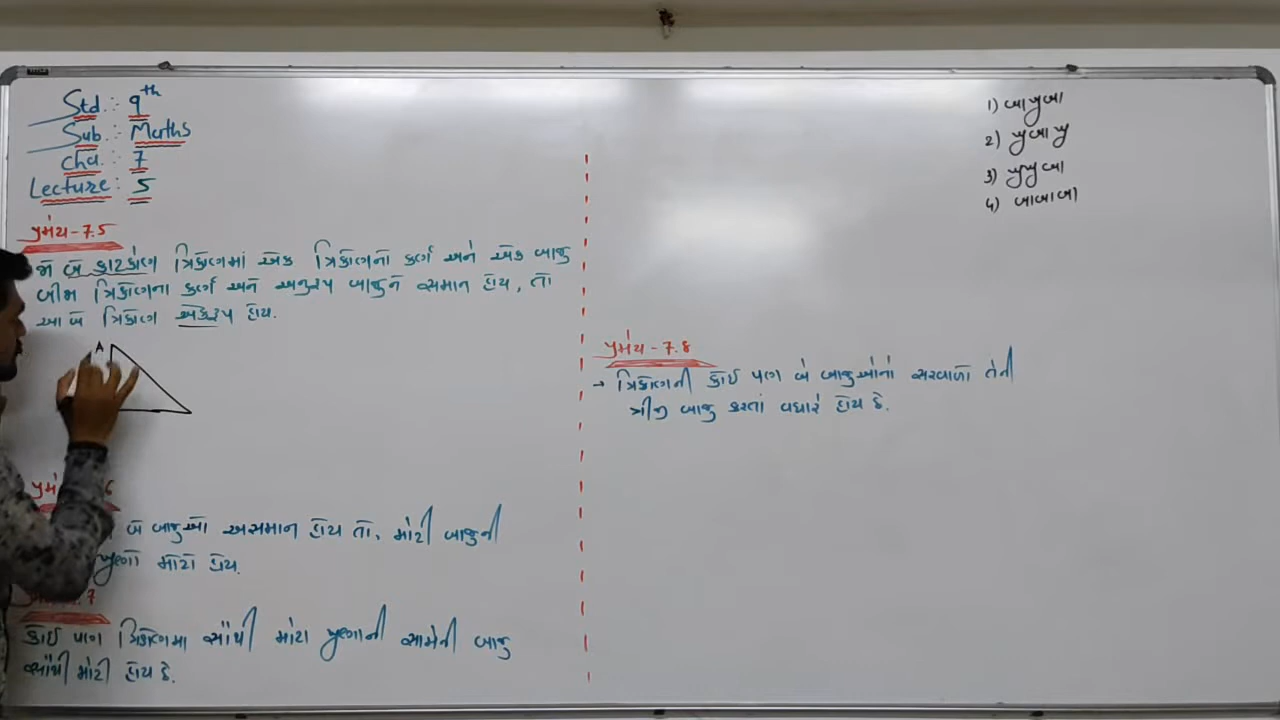 Std. : 9th
Sub : Maths
Cha. : 7
Lecture : 5
પ્રમેય-7.5
જો બે કાટકોણ ત્રિકોણમાં એક ત્રિકોણનો કર્ણ અને એક બાજુ
બીજા ત્રિકોણના કર્ણ અને અનુરૂપ બાજુને સમાન હોય, તો
આ બે ત્રિકોણ એકરૂપ હોય.
A
6
બે બાજુઓ અસમાન હોય તો, મોટી બાજુની
ખૂણો મોટો હોય.
7
કોઈ પણ ત્રિકોણમા સૌથી મોટા ખૂણાની સામેની બાજુ
સૌથી મોટી હોય છે.
1) બાખુબા
2) ખુબાખુ
3) ખુખુબા
4) બાબાબા
પ્રમેય-7.8
→ ત્રિકોણની કોઈ પણ બે બાજુઓનો સરવાળો તેની
ત્રીજી બાજુ કરતાં વધારે હોય છે.